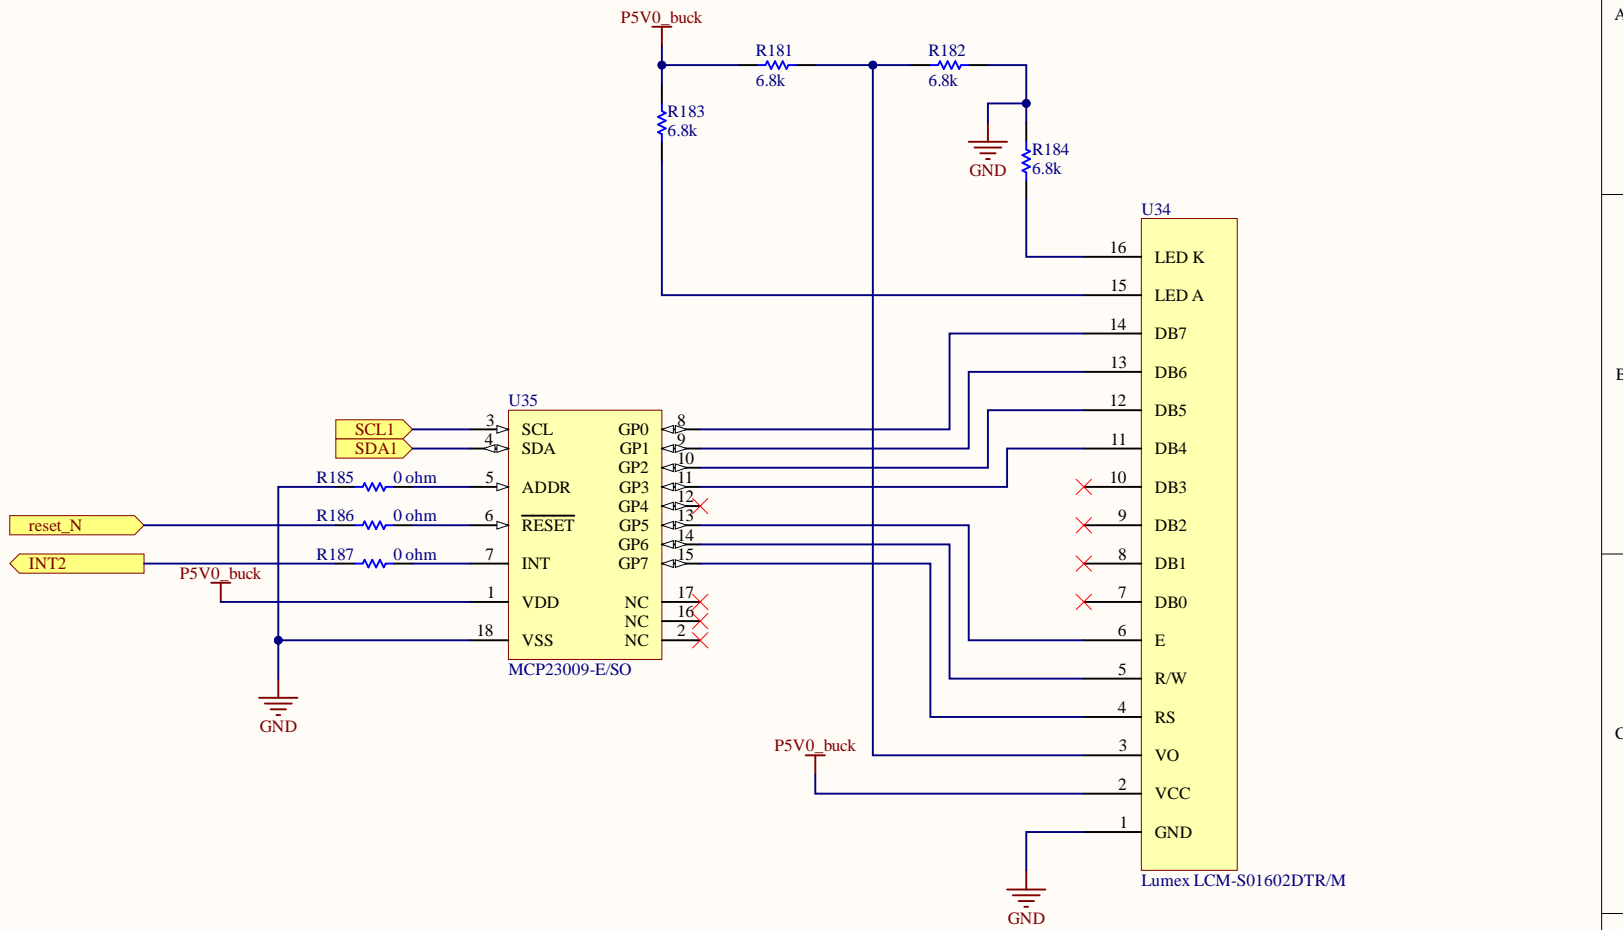 P5V0_buck
A
R181
R182
6.8k
6.8k
R183
6.8k
R184
6.8k
GND
U34
16 LED K
15 LED A
14 DB7
13 DB6
12 DB5
11 DB4
10 DB3
9 DB2
8 DB1
7 DB0
6 E
5 R/W
4 RS
3 VO
2 VCC
1 GND
Lumex LCM-S01602DTR/M
B
U35
SCL1 3 SCL GP0 8
SDA1 4 SDA GP1 9
GP2 10
R185 0 ohm 5 ADDR GP3 11
GP4 12
reset_N R186 0 ohm 6 RESET GP5 13
GP6 14
INT2 R187 0 ohm 7 INT GP7 15
P5V0_buck
1 VDD NC 17
NC 16
18 VSS NC 2
MCP23009-E/SO
GND
P5V0_buck
C
GND